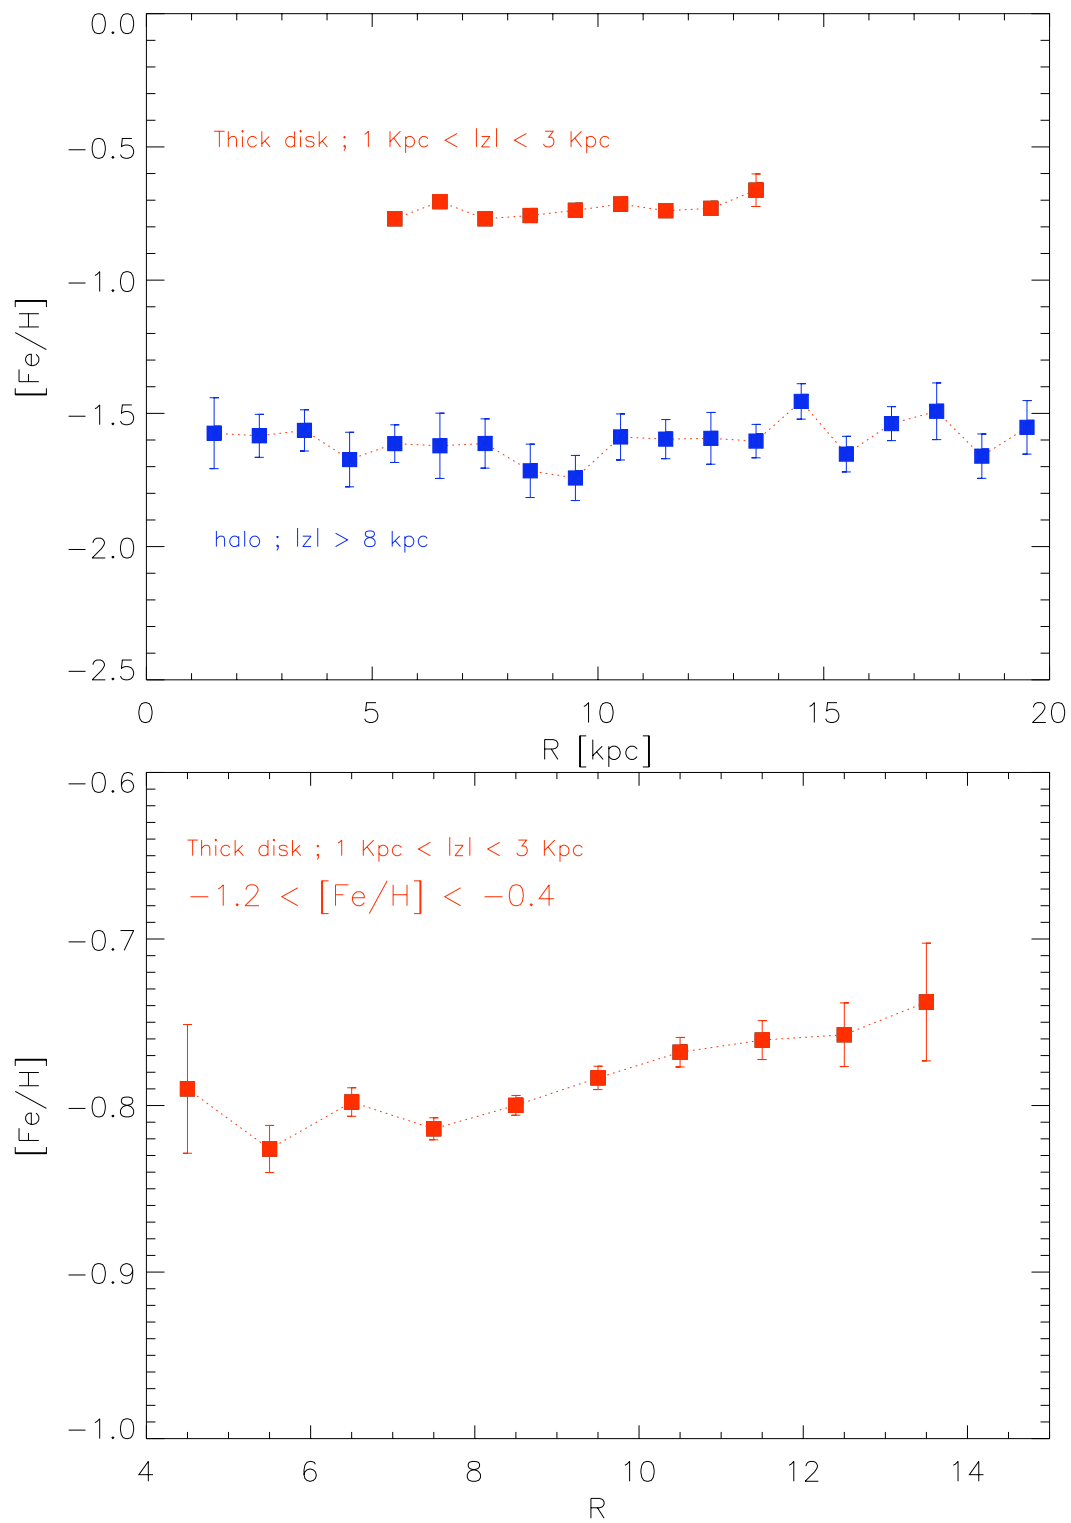 0.0
Thick disk ; 1 Kpc < |z| < 3 Kpc
−0.5
−1.0
[Fe/H]
−1.5
halo ; |z| > 8 kpc
−2.0
−2.5
0 5 10 15 20
R [kpc]
−0.6
Thick disk ; 1 Kpc < |z| < 3 Kpc
−1.2 < [Fe/H] < −0.4
−0.7
[Fe/H]
−0.8
−0.9
−1.0
4 6 8 10 12 14
R